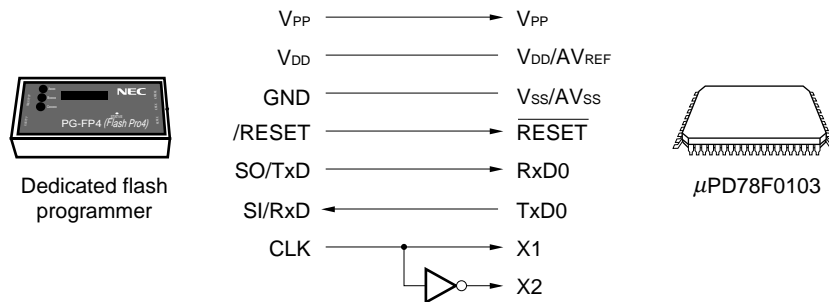 VPP VPP
VDD VDD/AVREF
GND VSS/AVSS
/RESET RESET
SO/TxD RxD0
SI/RxD TxD0
CLK X1
X2
NEC
PG-FP4 (Flash Pro4)
Dedicated flash
programmer
µPD78F0103